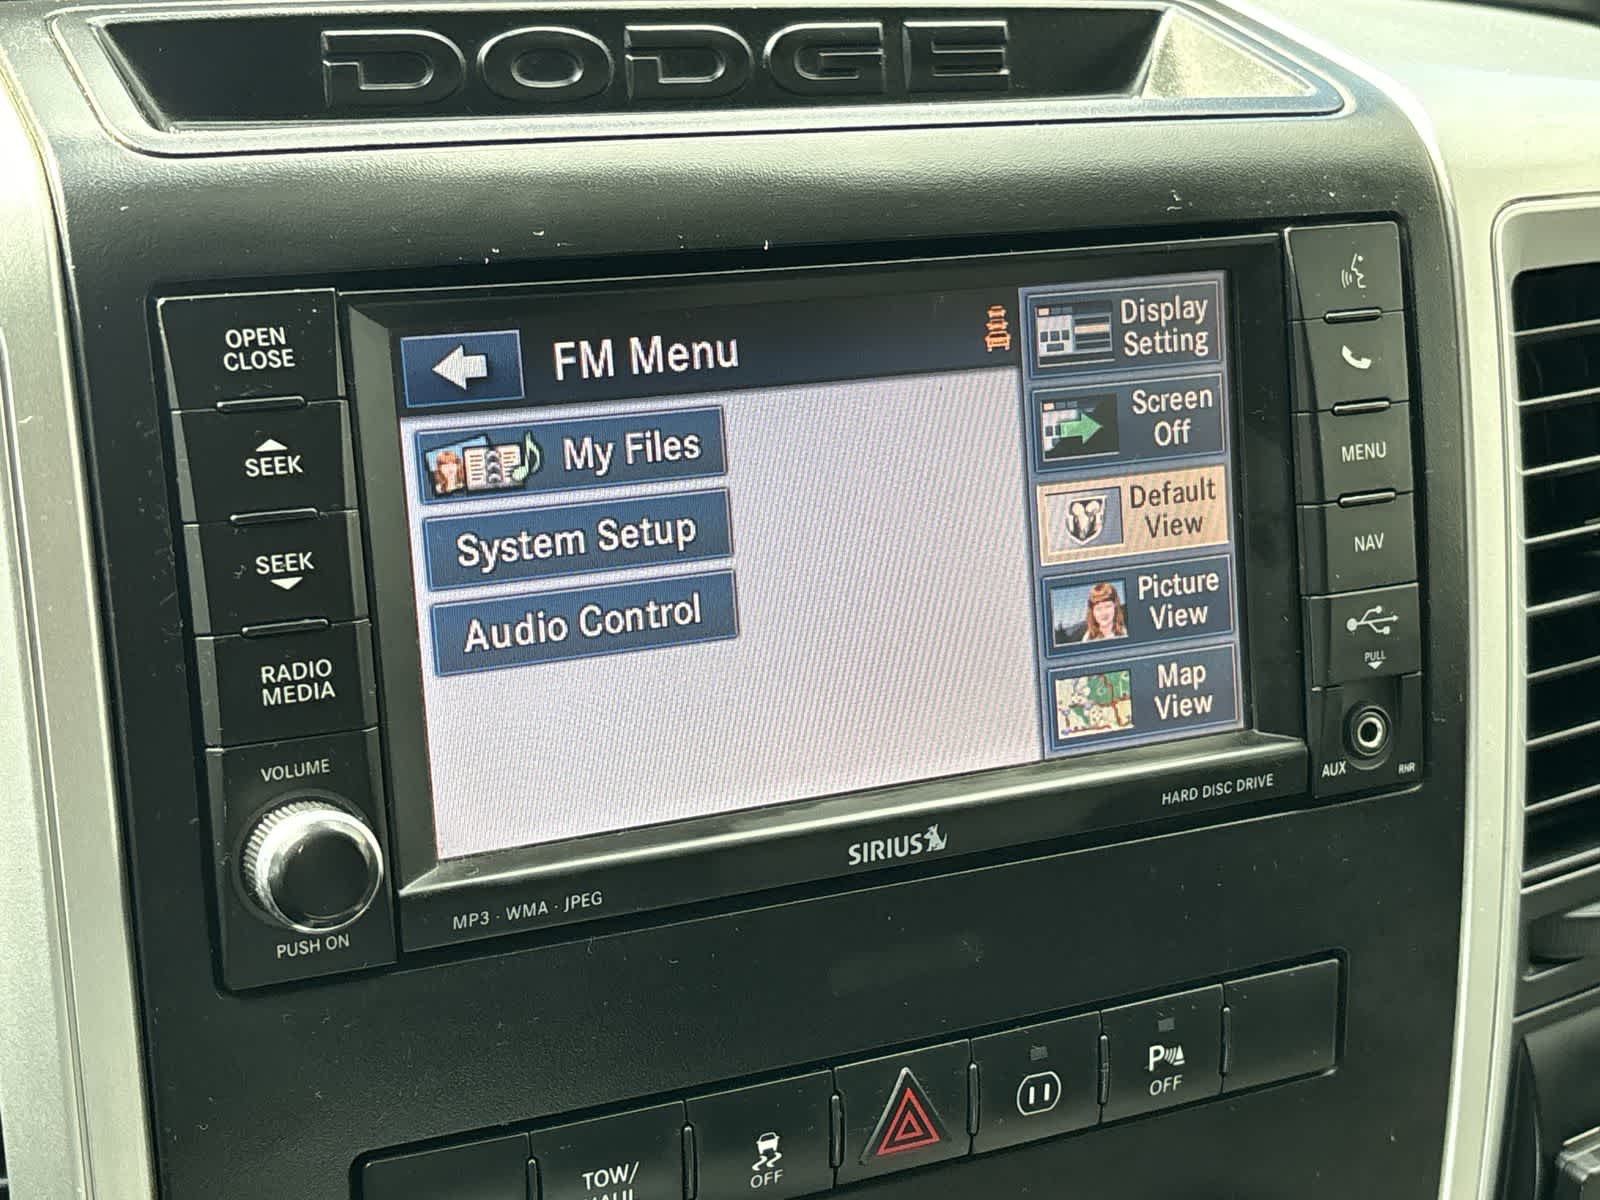 DODGE
OPEN
CLOSE
SEEK
SEEK
RADIO
MEDIA
VOLUME
PUSH ON
FM Menu
My Files
System Setup
Audio Control
Display
Setting
Screen
Off
Default
View
Picture
View
Map
View
MENU
NAV
PULL
AUX
RHR
HARD DISC DRIVE
SIRIUS
MP3 · WMA · JPEG
TOW/
HAUL
OFF
P
OFF